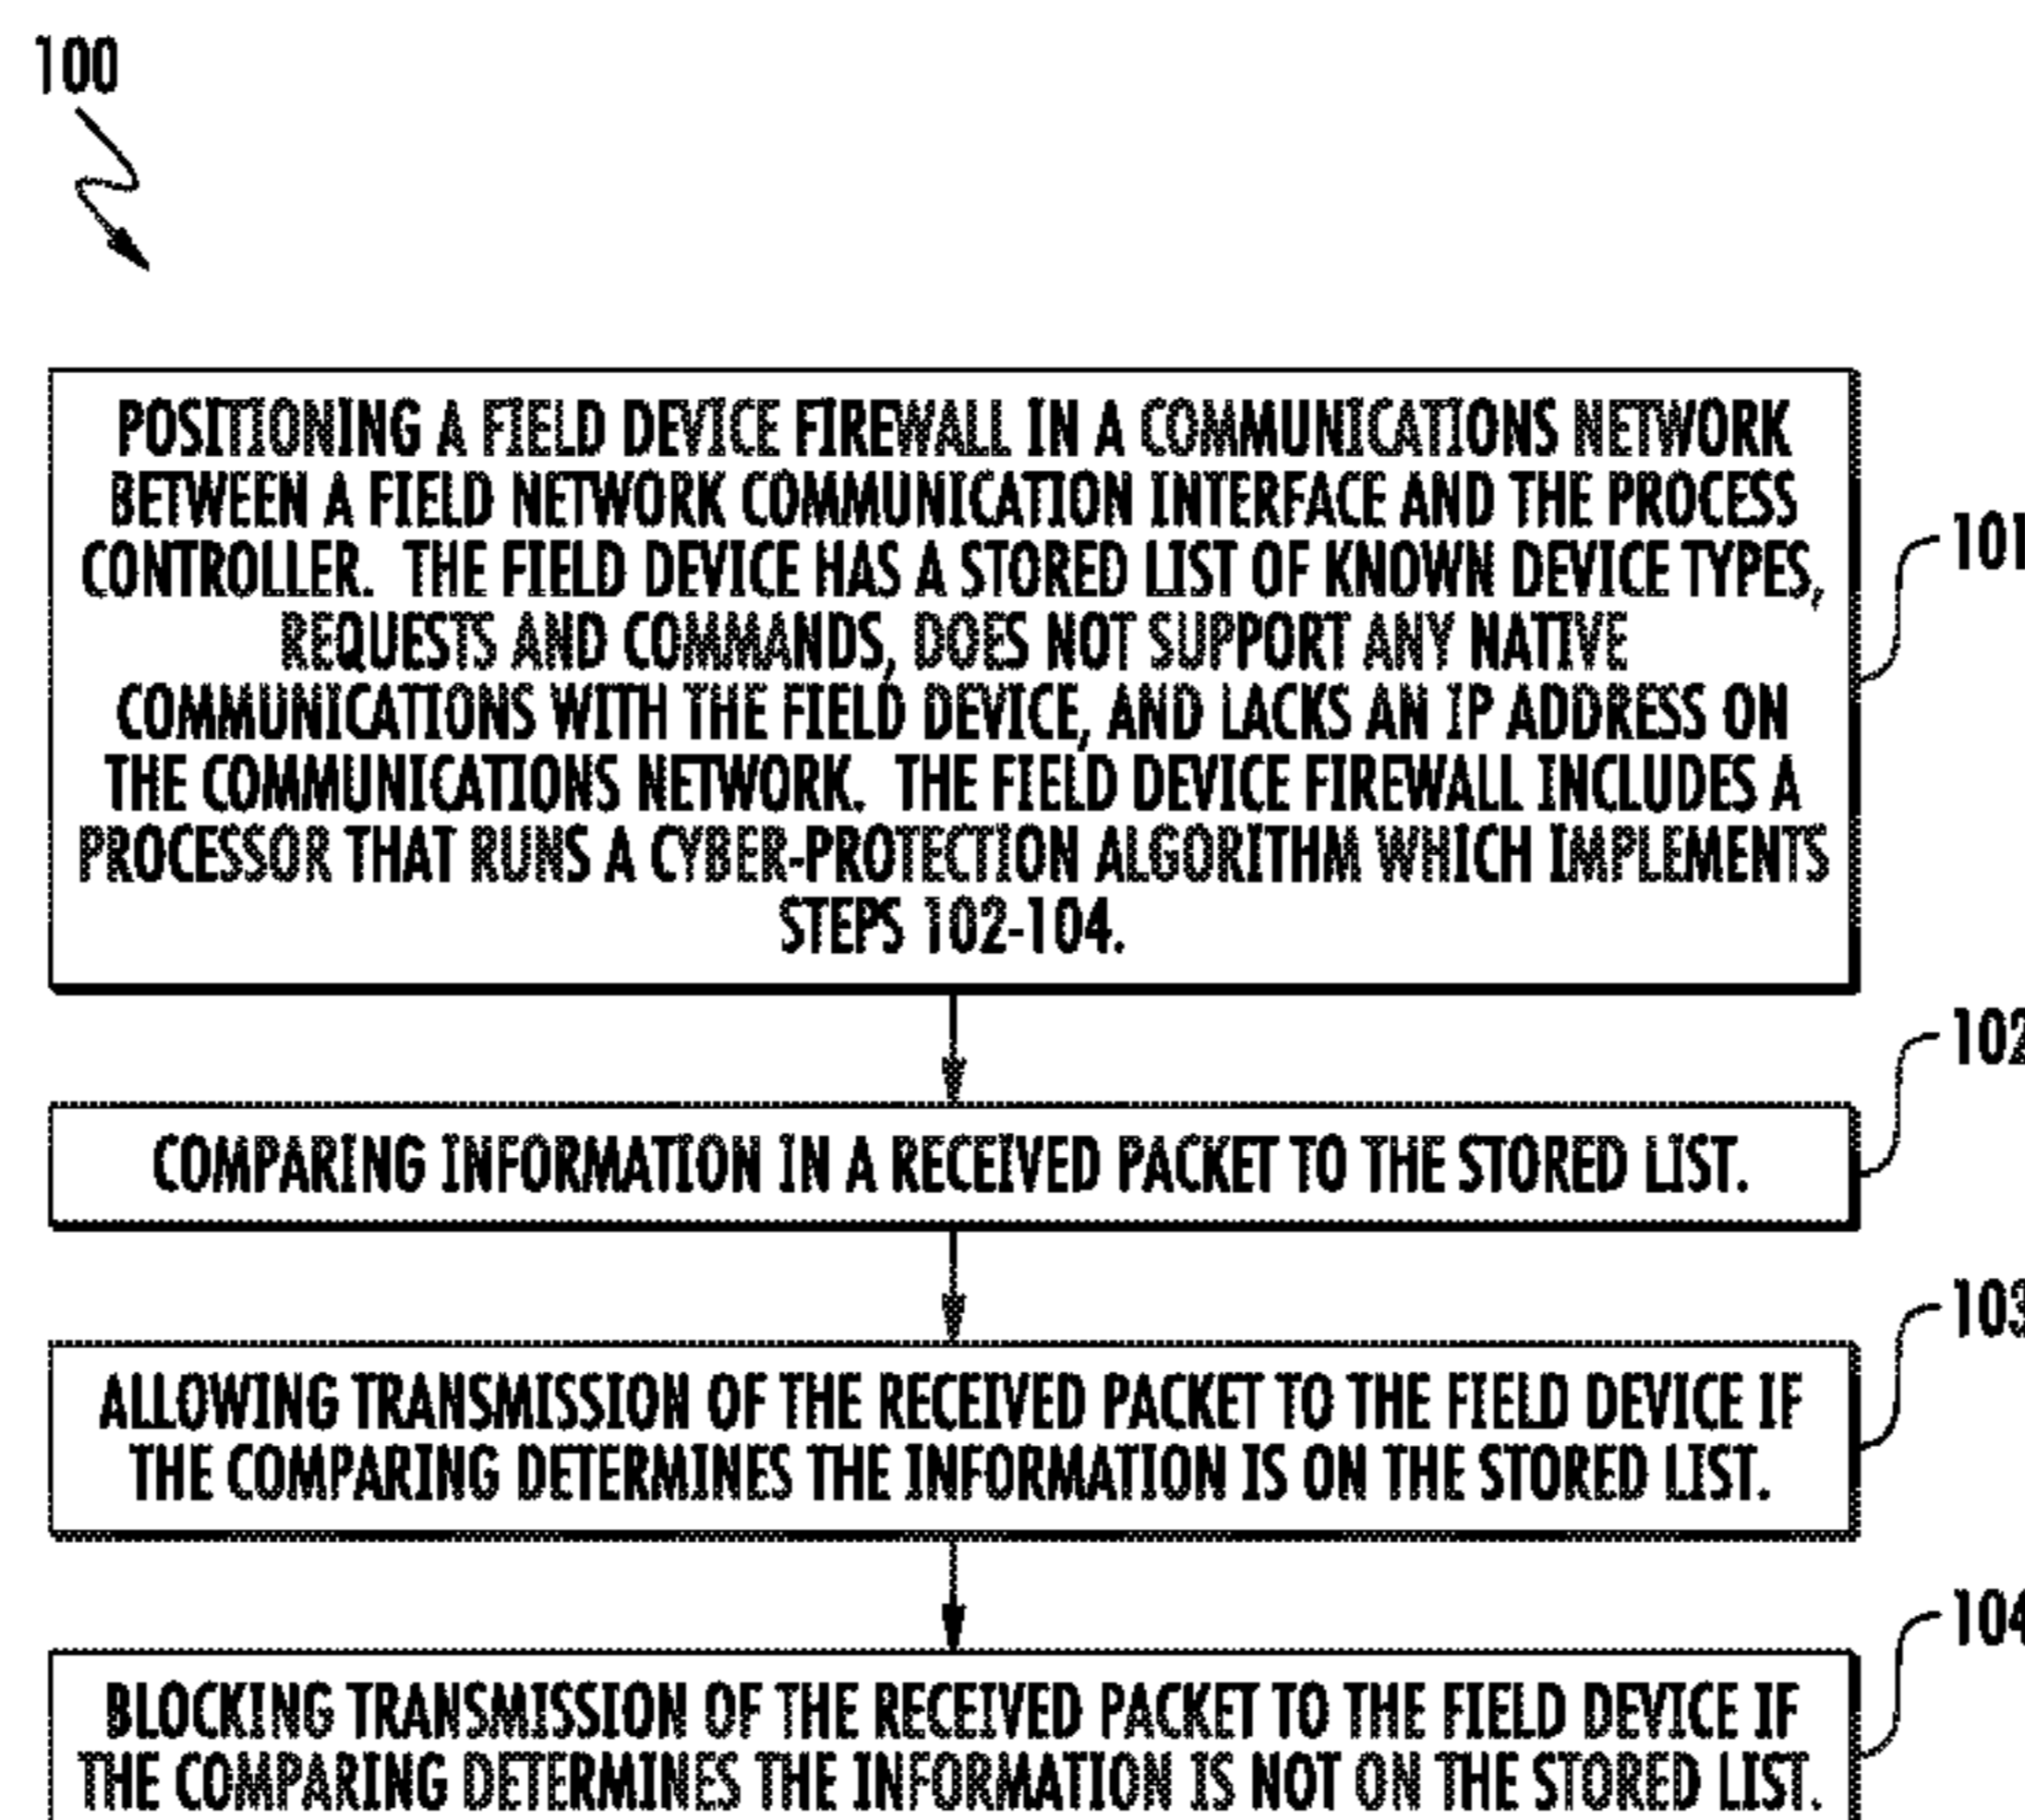 100
POSITIONING A FIELD DEVICE FIREWALL IN A COMMUNICATIONS NETWORK
BETWEEN A FIELD NETWORK COMMUNICATION INTERFACE AND THE PROCESS
CONTROLLER. THE FIELD DEVICE HAS A STORED LIST OF KNOWN DEVICE TYPES,
REQUESTS AND COMMANDS, DOES NOT SUPPORT ANY NATIVE
COMMUNICATIONS WITH THE FIELD DEVICE, AND LACKS AN IP ADDRESS ON
THE COMMUNICATIONS NETWORK. THE FIELD DEVICE FIREWALL INCLUDES A
PROCESSOR THAT RUNS A CYBER-PROTECTION ALGORITHM WHICH IMPLEMENTS
STEPS 102-104.
101
COMPARING INFORMATION IN A RECEIVED PACKET TO THE STORED LIST.
102
ALLOWING TRANSMISSION OF THE RECEIVED PACKET TO THE FIELD DEVICE IF
THE COMPARING DETERMINES THE INFORMATION IS ON THE STORED LIST.
103
BLOCKING TRANSMISSION OF THE RECEIVED PACKET TO THE FIELD DEVICE IF
THE COMPARING DETERMINES THE INFORMATION IS NOT ON THE STORED LIST.
104